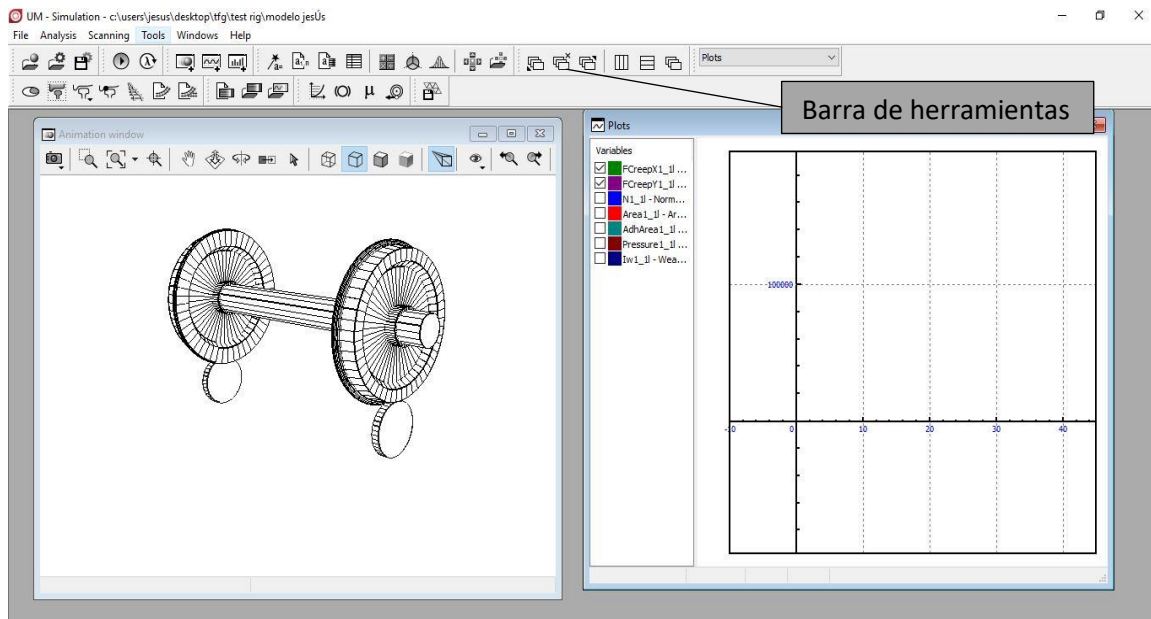 UM - Simulation - c:\users\jesus\desktop\tfg\test rig\modelo jesÚs
File Analysis Scanning Tools Windows Help
Plots
Barra de herramientas
Animation window
Plots
Variables
FCreepX1_1l ...
FCreepY1_1l ...
N1_1l - Norm...
Area1_1l - Ar...
AdhArea1_1l ...
Pressure1_1l ...
Iw1_1l - Wea...
100000
-10 0 10 20 30 40